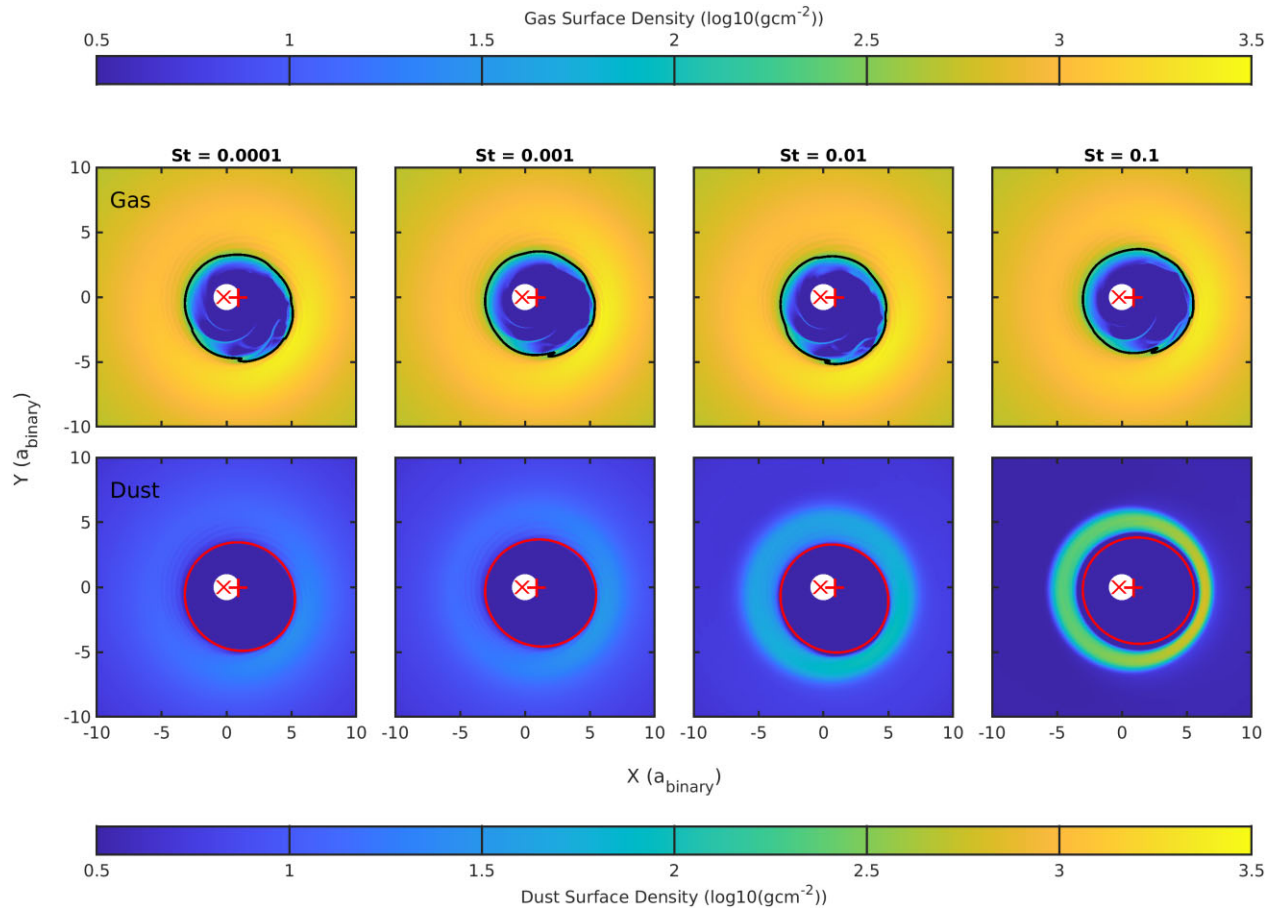 Gas Surface Density (log10(gcm-2))
0.5 1 1.5 2 2.5 3 3.5
St = 0.0001 St = 0.001 St = 0.01 St = 0.1
10
Gas
5
0
-5
-10
Y (abinary)
10
Dust
5
0
-5
-10
-10 -5 0 5 10 -10 -5 0 5 10 -10 -5 0 5 10 -10 -5 0 5 10
X (abinary)
0.5 1 1.5 2 2.5 3 3.5
Dust Surface Density (log10(gcm-2))